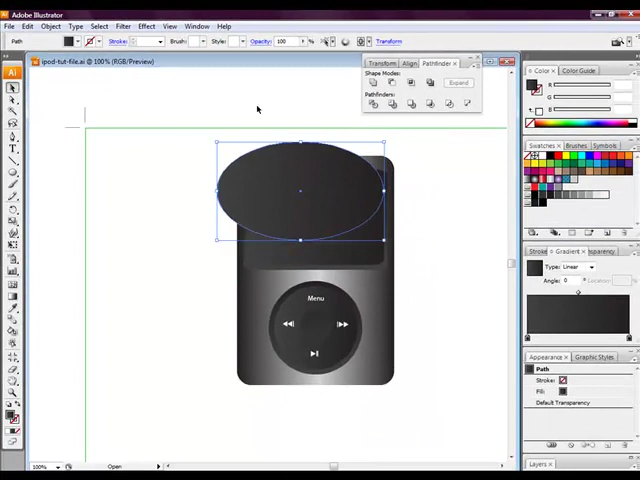 Adobe Illustrator
File Edit Object Type Select Filter Effect View Window Help
Path Stroke: Brush: Style: Opacity: 100 Transform
ipod-tut-file.ai @ 100% (RGB/Preview)
Transform Align Pathfinder ×
Shape Modes:
Expand
Pathfinders:
Color × Color Guide
R
G
B
Swatches × Brushes Symbols
Stroke Gradient ×
Type: Linear
Angle: 0 ° Location: %
Appearance × Graphic Styles
Path
Stroke:
Fill:
Default Transparency
Layers ×
Ai
Menu
100% Open